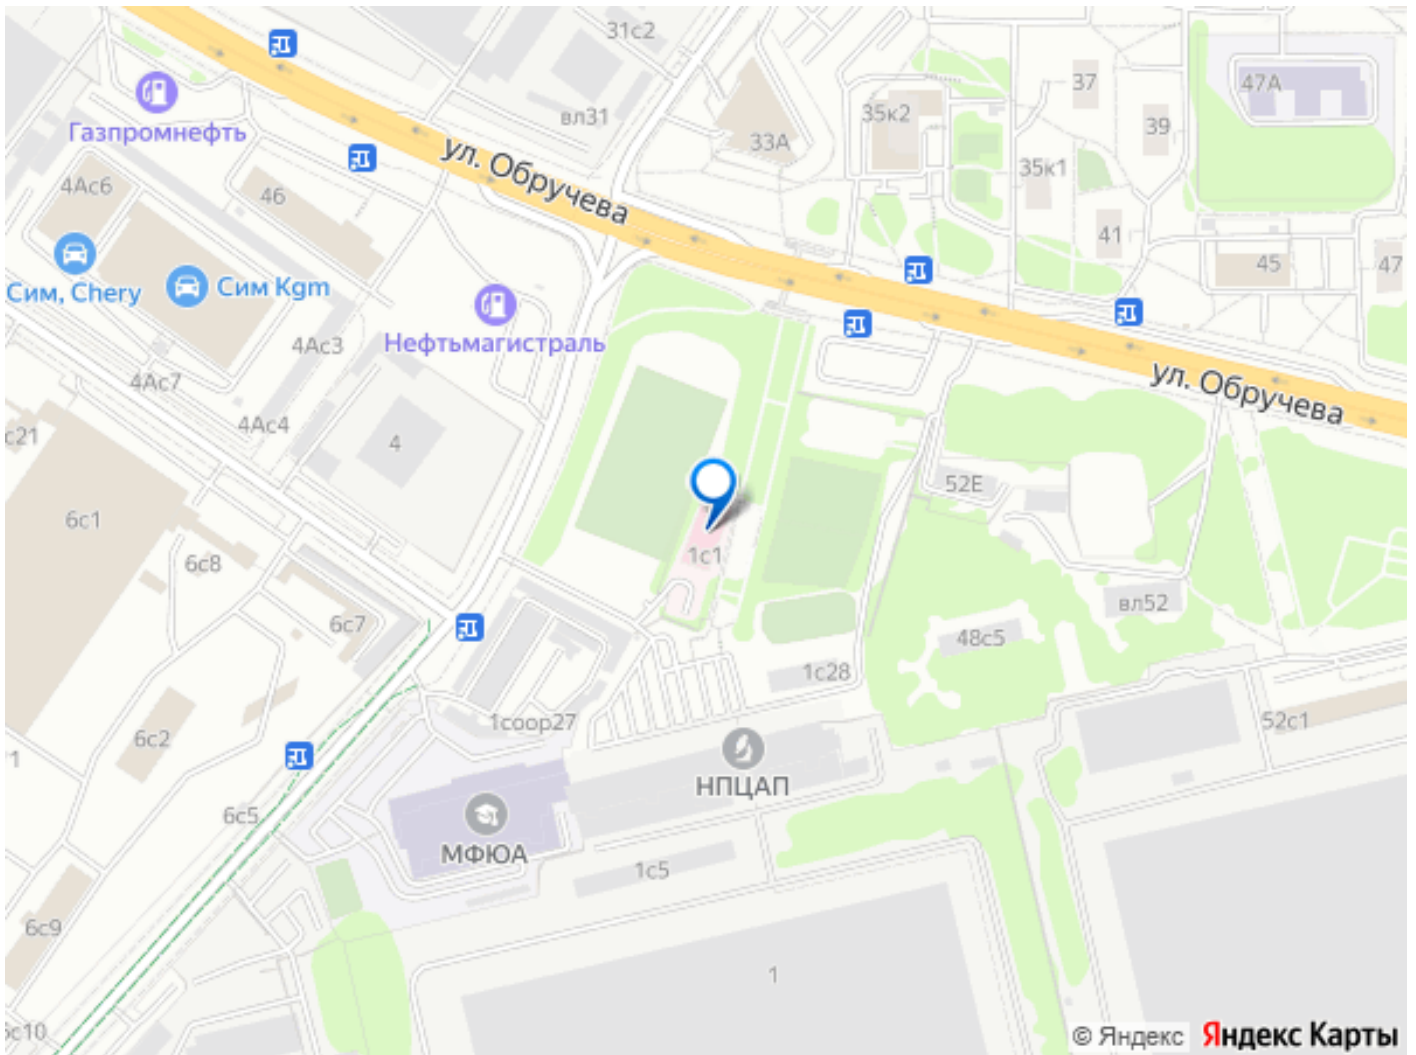 31с2
37
47А
Газпромнефть
вл31
35к2
39
33А
ул. Обручева
4Ас6
46
35к1
41
Сим, Chery
Сим Kgm
45
47
4Ас3
Нефтьмагистраль
4Ас7
ул. Обручева
4Ас4
с21
4
52Е
6с1
1с1
6с8
6с7
вл52
48с5
1с28
6с2
1соор27
52с1
1
НПЦАП
6с5
МФЮА
1с5
6с9
1
6с10
© Яндекс
Яндекс Карты